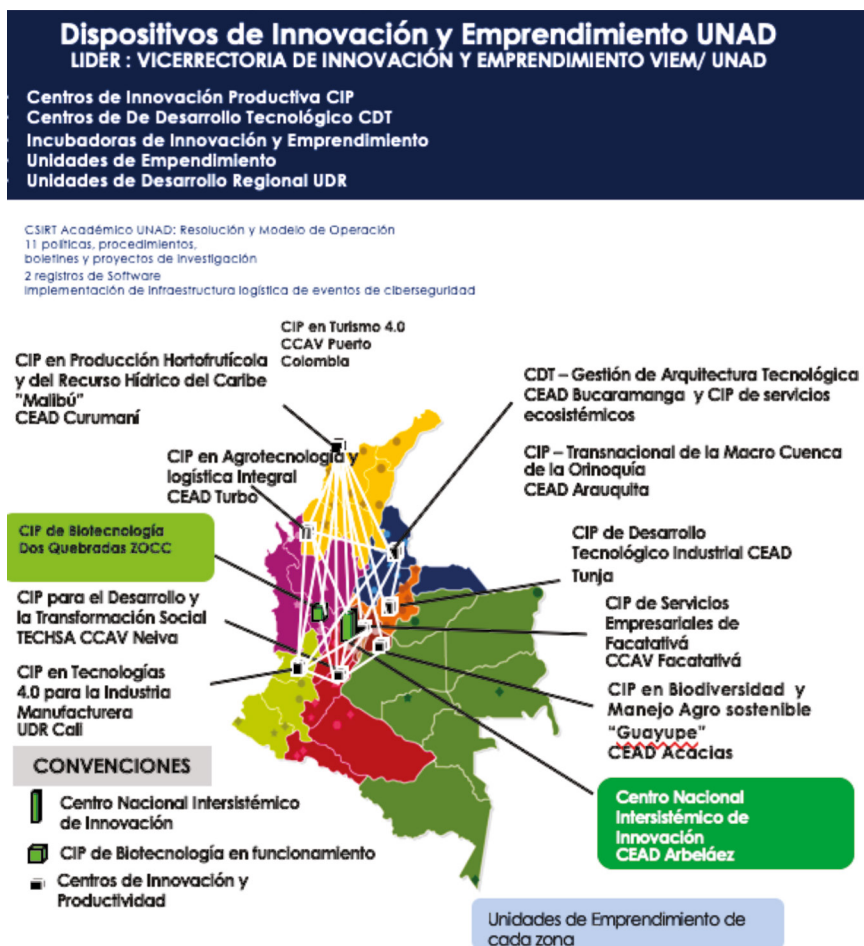 Dispositivos de Innovación y Emprendimiento UNAD
LIDER : VICERRECTORIA DE INNOVACIÓN Y EMPRENDIMIENTO VIEM/ UNAD
Centros de Innovación Productiva CIP
Centros de De Desarrollo Tecnológico CDT
Incubadoras de Innovación y Emprendimiento
Unidades de Empendimiento
Unidades de Desarrollo Regional UDR
CSIRT Académico UNAD: Resolución y Modelo de Operación
11 políticas, procedimientos,
boletines y proyectos de investigación
2 registros de Software
Implementación de infraestructura logística de eventos de ciberseguridad
CIP en Turismo 4.0
CCAV Puerto
Colombia
CIP en Producción Hortofrutícola
y del Recurso Hídrico del Caribe
"Malibú"
CEAD Curumaní
CDT – Gestión de Arquitectura Tecnológica
CEAD Bucaramanga y CIP de servicios
ecosistémicos
CIP en Agrotecnología y
logística Integral
CEAD Turbo
CIP – Transnacional de la Macro Cuenca
de la Orinoquía
CEAD Arauquita
CIP de Biotecnología
Dos Quebradas ZOCC
CIP de Desarrollo
Tecnológico Industrial CEAD
Tunja
CIP para el Desarrollo y
la Transformación Social
TECHSA CCAV Neiva
CIP de Servicios
Empresariales de
Facatativá
CCAV Facatativá
CIP en Tecnologías
4.0 para la Industria
Manufacturera
UDR Cali
CIP en Biodiversidad y
Manejo Agro sostenible
"Guayupe"
CEAD Acacias
CONVENCIONES
Centro Nacional Intersistémico
de Innovación
CIP de Biotecnología en funcionamiento
Centros de Innovación y
Productividad
Centro Nacional
Intersistémico de
Innovación
CEAD Arbeláez
Unidades de Emprendimiento de
cada zona